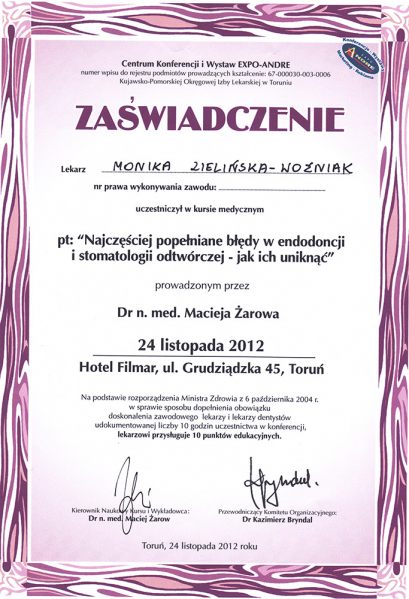 Centrum Konferencji i Wystaw EXPO-ANDRE
numer wpisu do rejestru podmiotów prowadzących kształcenie: 67-000030-003-0006
Kujawsko-Pomorskiej Okręgowej Izby Lekarskiej w Toruniu
Andre
ZAŚWIADCZENIE
Lekarz MONIKA ZIELIŃSKA-WOŹNIAK
nr prawa wykonywania zawodu:
uczestniczył w kursie medycznym
pt: “Najczęściej popełniane błędy w endodoncji
i stomatologii odtwórczej - jak ich uniknąć”
prowadzonym przez
Dr n. med. Macieja Żarowa
24 listopada 2012
Hotel Filmar, ul. Grudziądzka 45, Toruń
Na podstawie rozporządzenia Ministra Zdrowia z 6 października 2004 r.
w sprawie sposobu dopełnienia obowiązku
doskonalenia zawodowego lekarzy i lekarzy dentystów
udokumentowanej liczby 10 godzin uczestnictwa w konferencji,
lekarzowi przysługuje 10 punktów edukacyjnych.
Bryndal.
Kierownik Naukowy Kursu i Wykładowca:
Dr n. med. Maciej Żarow
Przewodniczący Komitetu Organizacyjnego:
Dr Kazimierz Bryndal
Toruń, 24 listopada 2012 roku